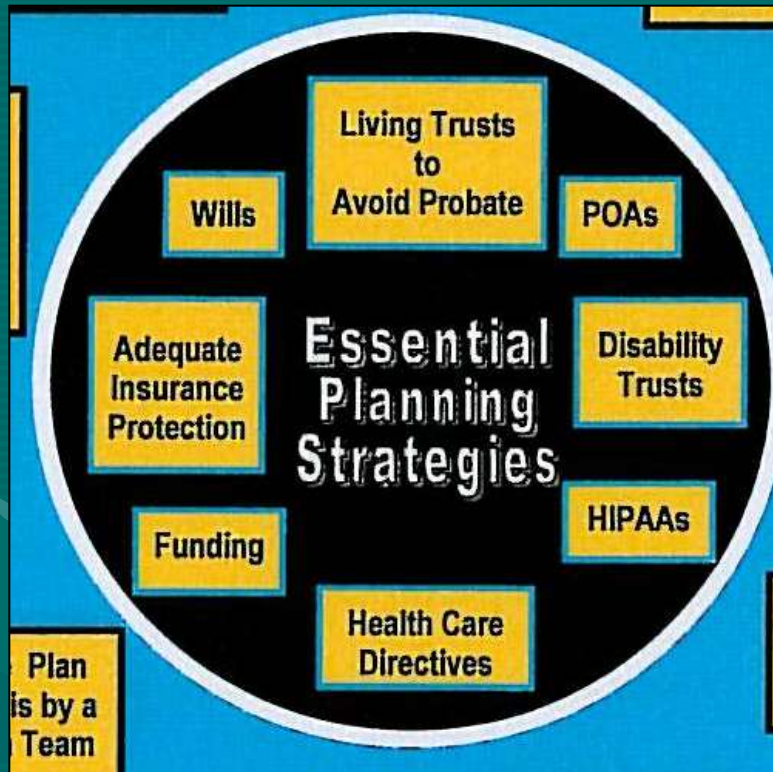 Living Trusts
to
Avoid Probate
Wills
POAs
Adequate
Insurance
Protection
Essential
Planning
Strategies
Disability
Trusts
Funding
HIPAAs
Health Care
Directives
Plan
is by a
Team